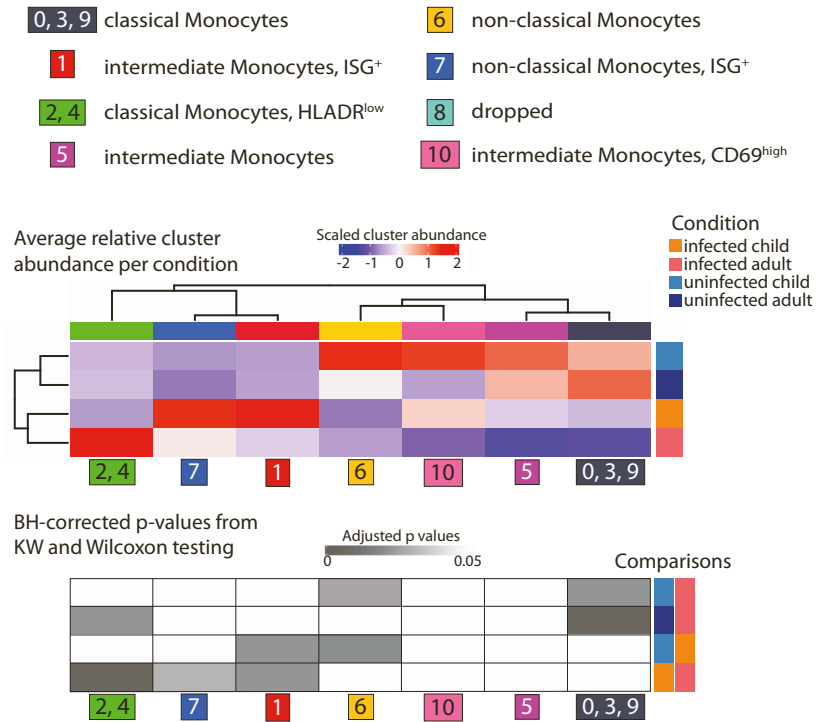 0, 3, 9 classical Monocytes
6 non-classical Monocytes
1 intermediate Monocytes, ISG⁺
7 non-classical Monocytes, ISG⁺
2, 4 classical Monocytes, HLADRˡᵒʷ
8 dropped
5 intermediate Monocytes
10 intermediate Monocytes, CD69ʰⁱᵍʰ
Average relative cluster
abundance per condition
Scaled cluster abundance
-2 -1 0 1 2
Condition
infected child
infected adult
uninfected child
uninfected adult
2, 4 7 1 6 10 5 0, 3, 9
BH-corrected p-values from
KW and Wilcoxon testing
Adjusted p values
0 0.05
Comparisons
2, 4 7 1 6 10 5 0, 3, 9